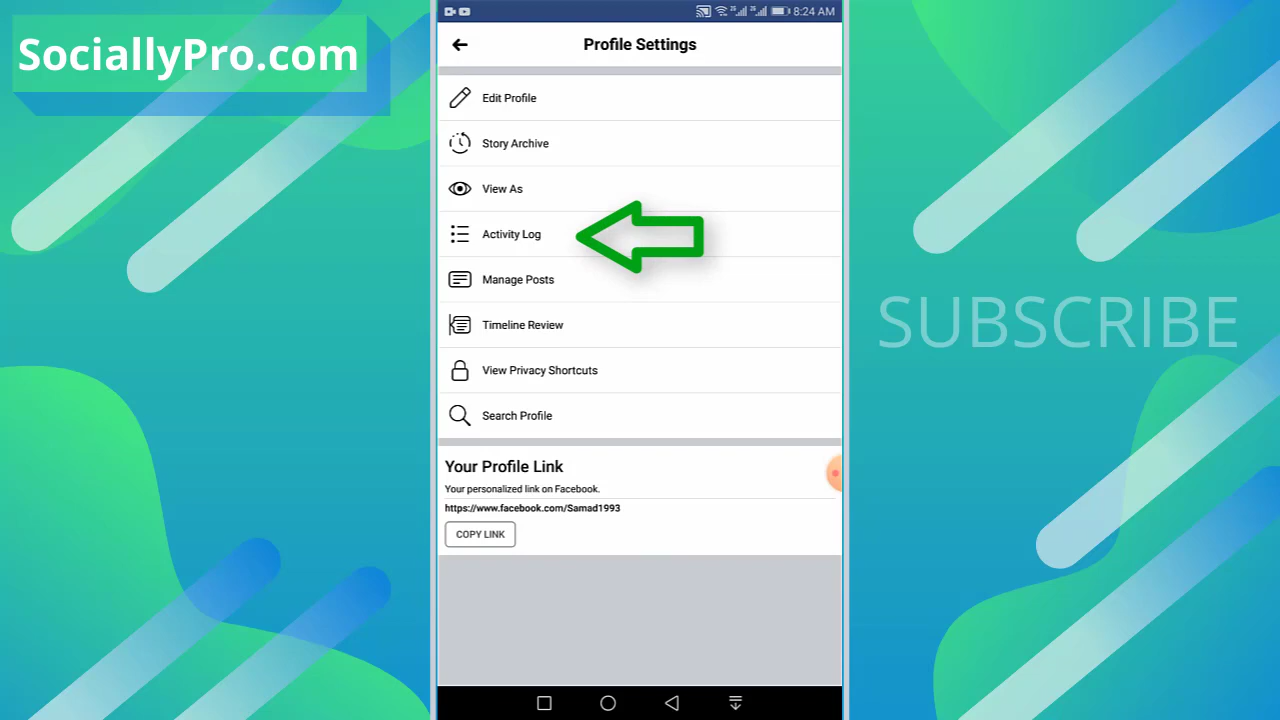 SociallyPro.com
8:24 AM
Profile Settings
Edit Profile
Story Archive
View As
Activity Log
Manage Posts
Timeline Review
View Privacy Shortcuts
Search Profile
Your Profile Link
Your personalized link on Facebook.
https://www.facebook.com/Samad1993
COPY LINK
SUBSCRIBE